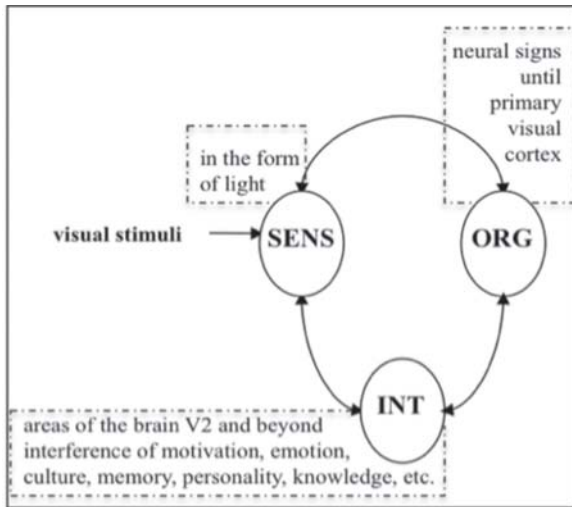 neural signs
until
primary
visual
cortex
in the form
of light
visual stimuli
SENS
ORG
INT
areas of the brain V2 and beyond
interference of motivation, emotion,
culture, memory, personality, knowledge, etc.